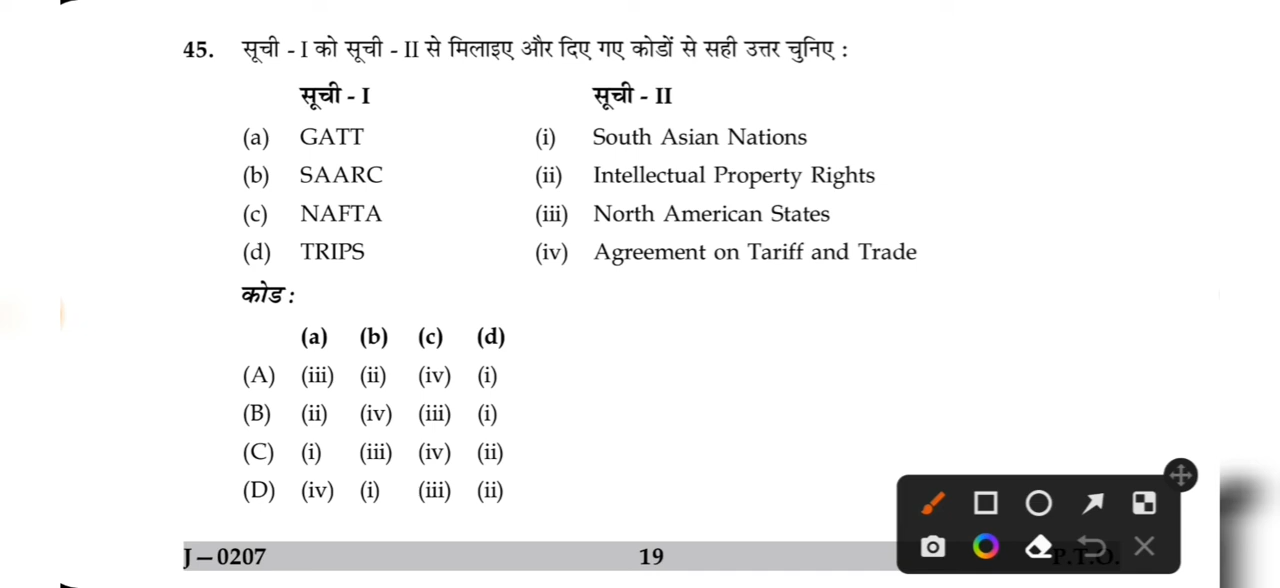 45. सूची - I को सूची - II से मिलाइए और दिए गए कोडों से सही उत्तर चुनिए :
सूची - I सूची - II
(a) GATT (i) South Asian Nations
(b) SAARC (ii) Intellectual Property Rights
(c) NAFTA (iii) North American States
(d) TRIPS (iv) Agreement on Tariff and Trade
कोड :
(a) (b) (c) (d)
(A) (iii) (ii) (iv) (i)
(B) (ii) (iv) (iii) (i)
(C) (i) (iii) (iv) (ii)
(D) (iv) (i) (iii) (ii)
J – 0207 19 P.T.O.